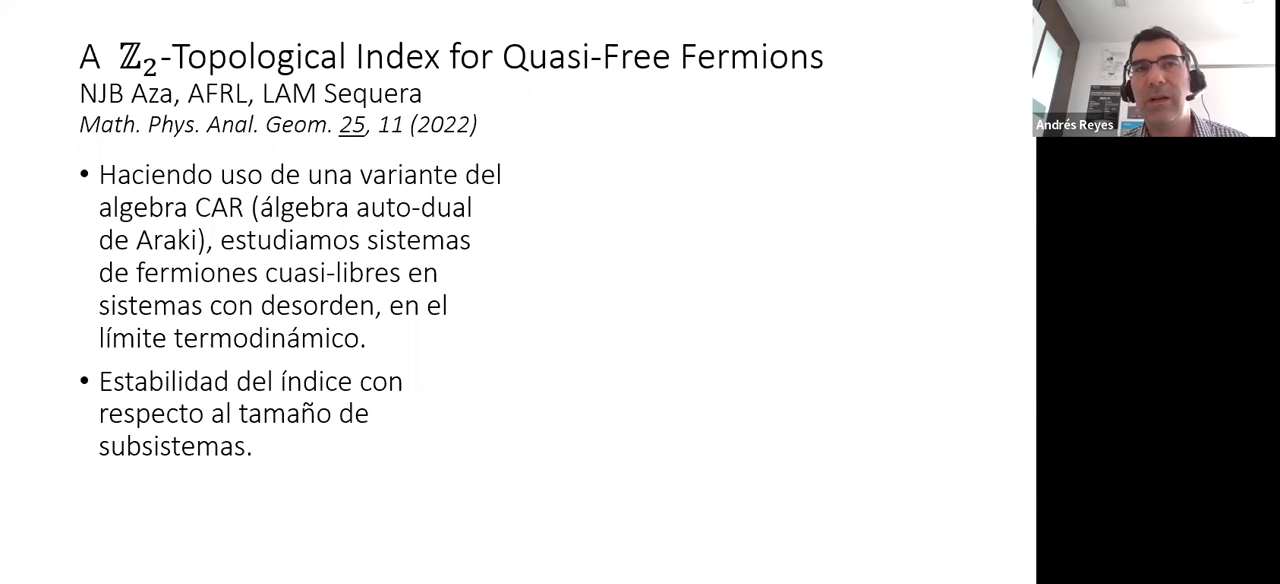 A ℤ₂-Topological Index for Quasi-Free Fermions
NJB Aza, AFRL, LAM Sequera
Math. Phys. Anal. Geom. 25, 11 (2022)
• Haciendo uso de una variante del
algebra CAR (álgebra auto-dual
de Araki), estudiamos sistemas
de fermiones cuasi-libres en
sistemas con desorden, en el
límite termodinámico.
• Estabilidad del índice con
respecto al tamaño de
subsistemas.
Andrés Reyes